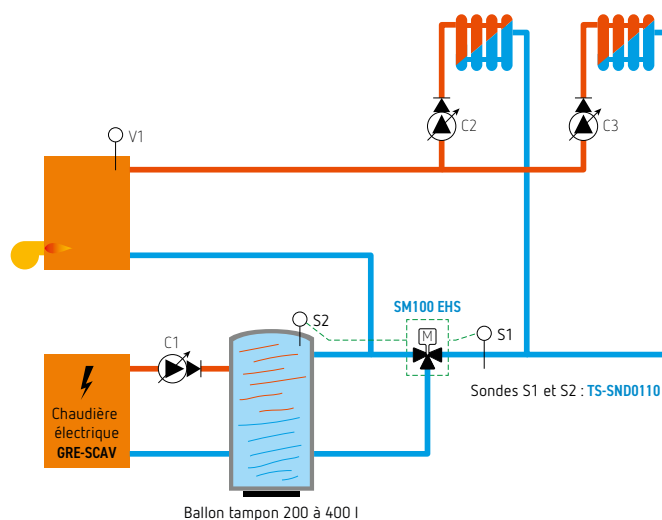 V1
C2
C3
SM100 EHS
S2
M
S1
C1
Sondes S1 et S2 : TS-SND0110
Chaudière
électrique
GRE-SCAV
Ballon tampon 200 à 400 l